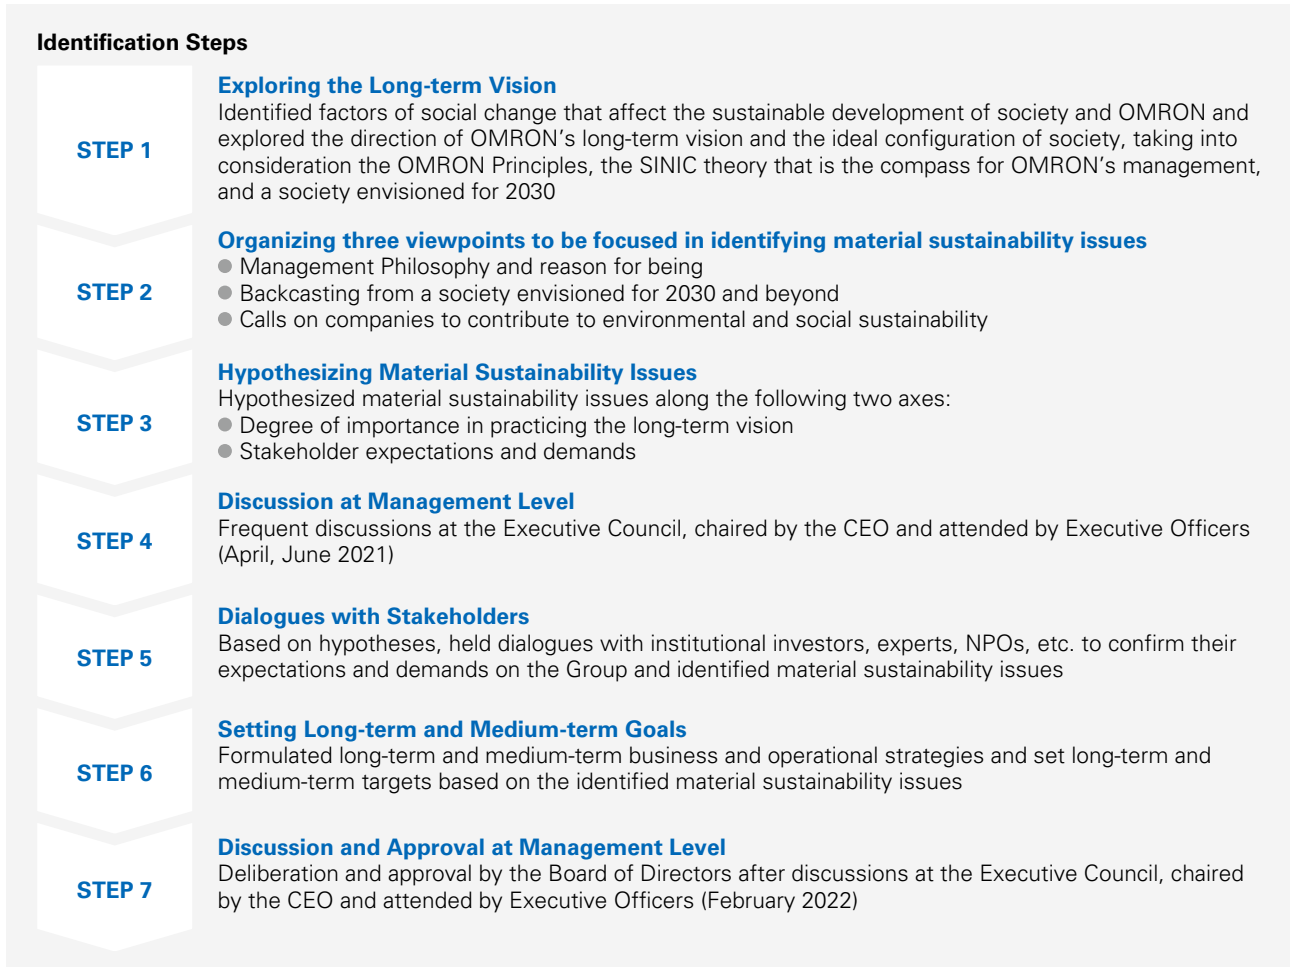 Identification Steps
STEP 1
Exploring the Long-term Vision
Identified factors of social change that affect the sustainable development of society and OMRON and
explored the direction of OMRON's long-term vision and the ideal configuration of society, taking into
consideration the OMRON Principles, the SINIC theory that is the compass for OMRON's management,
and a society envisioned for 2030
STEP 2
Organizing three viewpoints to be focused in identifying material sustainability issues
● Management Philosophy and reason for being
● Backcasting from a society envisioned for 2030 and beyond
● Calls on companies to contribute to environmental and social sustainability
STEP 3
Hypothesizing Material Sustainability Issues
Hypothesized material sustainability issues along the following two axes:
● Degree of importance in practicing the long-term vision
● Stakeholder expectations and demands
STEP 4
Discussion at Management Level
Frequent discussions at the Executive Council, chaired by the CEO and attended by Executive Officers
(April, June 2021)
STEP 5
Dialogues with Stakeholders
Based on hypotheses, held dialogues with institutional investors, experts, NPOs, etc. to confirm their
expectations and demands on the Group and identified material sustainability issues
STEP 6
Setting Long-term and Medium-term Goals
Formulated long-term and medium-term business and operational strategies and set long-term and
medium-term targets based on the identified material sustainability issues
STEP 7
Discussion and Approval at Management Level
Deliberation and approval by the Board of Directors after discussions at the Executive Council, chaired
by the CEO and attended by Executive Officers (February 2022)